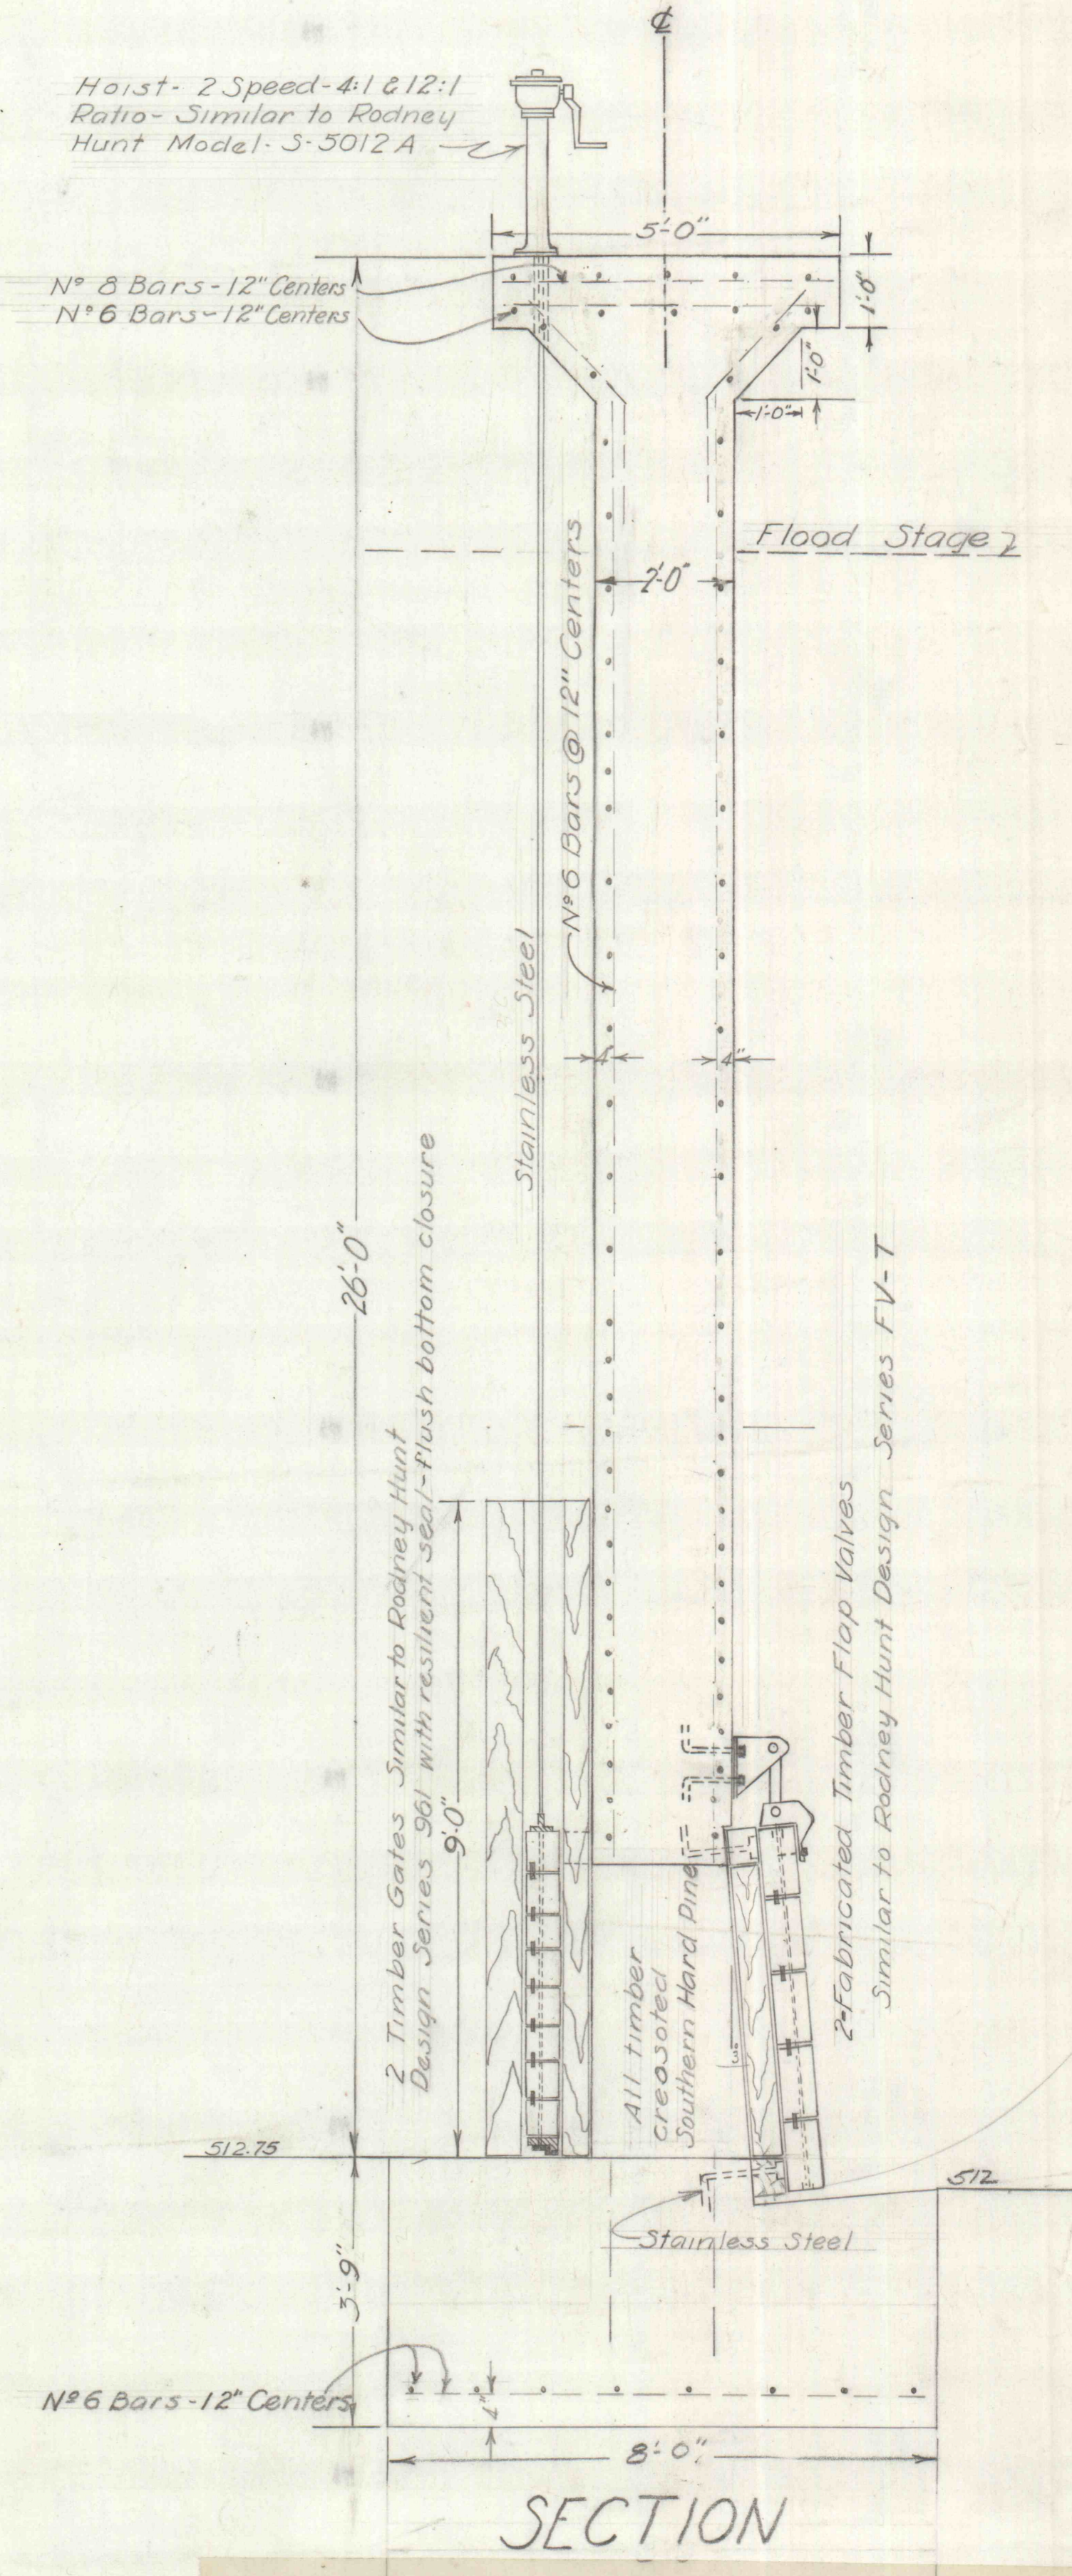 ℄
Hoist- 2 Speed-4:1 & 12:1
Ratio- Similar to Rodney
Hunt Model- S-5012A
5'-0"
Nº 8 Bars-12" Centers
Nº 6 Bars-12" Centers
1'-0"
1'-0"
1'-0"
Flood Stage
2'-0"
Nº 6 Bars @ 12" Centers
Stainless Steel
4"
4"
26'-0"
2 Timber Gates Similar to Rodney Hunt
Design Series 961 with resilient seal-flush bottom closure
9'-0"
2-Fabricated Timber Flap Valves
Similar to Rodney Hunt Design Series FV-T
All timber
creosoted
Southern Hard Pine
3°
512.75
512
Stainless Steel
3'-9"
Nº 6 Bars-12" Centers
4"
8'-0"
SECTION